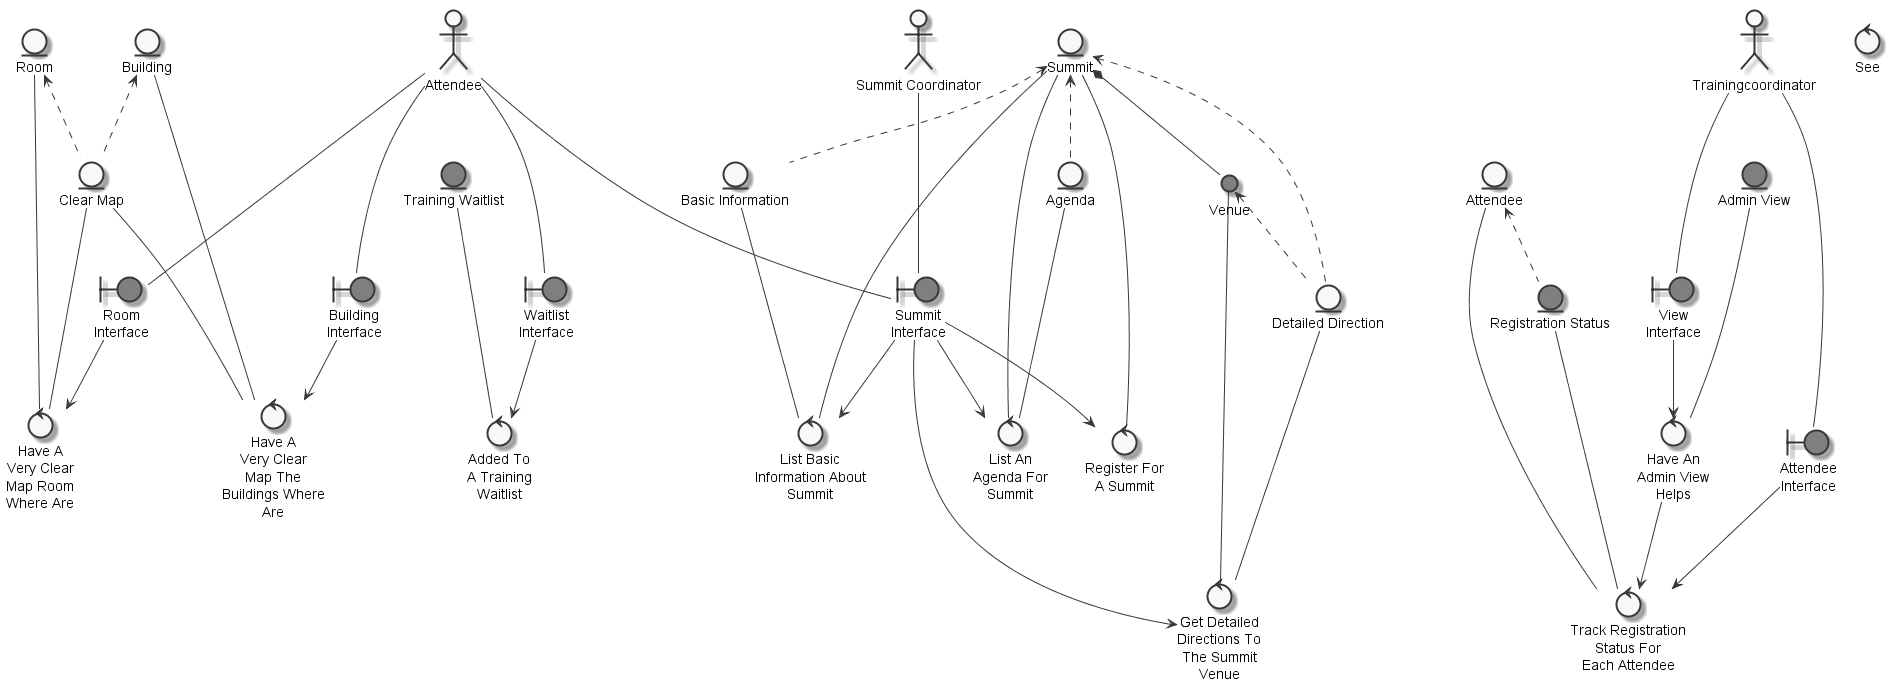 Room
Building
Attendee
Summit Coordinator
Summit
Trainingcoordinator
See
Clear Map
Training Waitlist
Basic Information
Agenda
Venue
Attendee
Admin View
Room
Interface
Building
Interface
Waitlist
Interface
Summit
Interface
Detailed Direction
Registration Status
View
Interface
Have A
Very Clear
Map Room
Where Are
Have A
Very Clear
Map The
Buildings Where
Are
Added To
A Training
Waitlist
List Basic
Information About
Summit
List An
Agenda For
Summit
Register For
A Summit
Have An
Admin View
Helps
Attendee
Interface
Get Detailed
Directions To
The Summit
Venue
Track Registration
Status For
Each Attendee